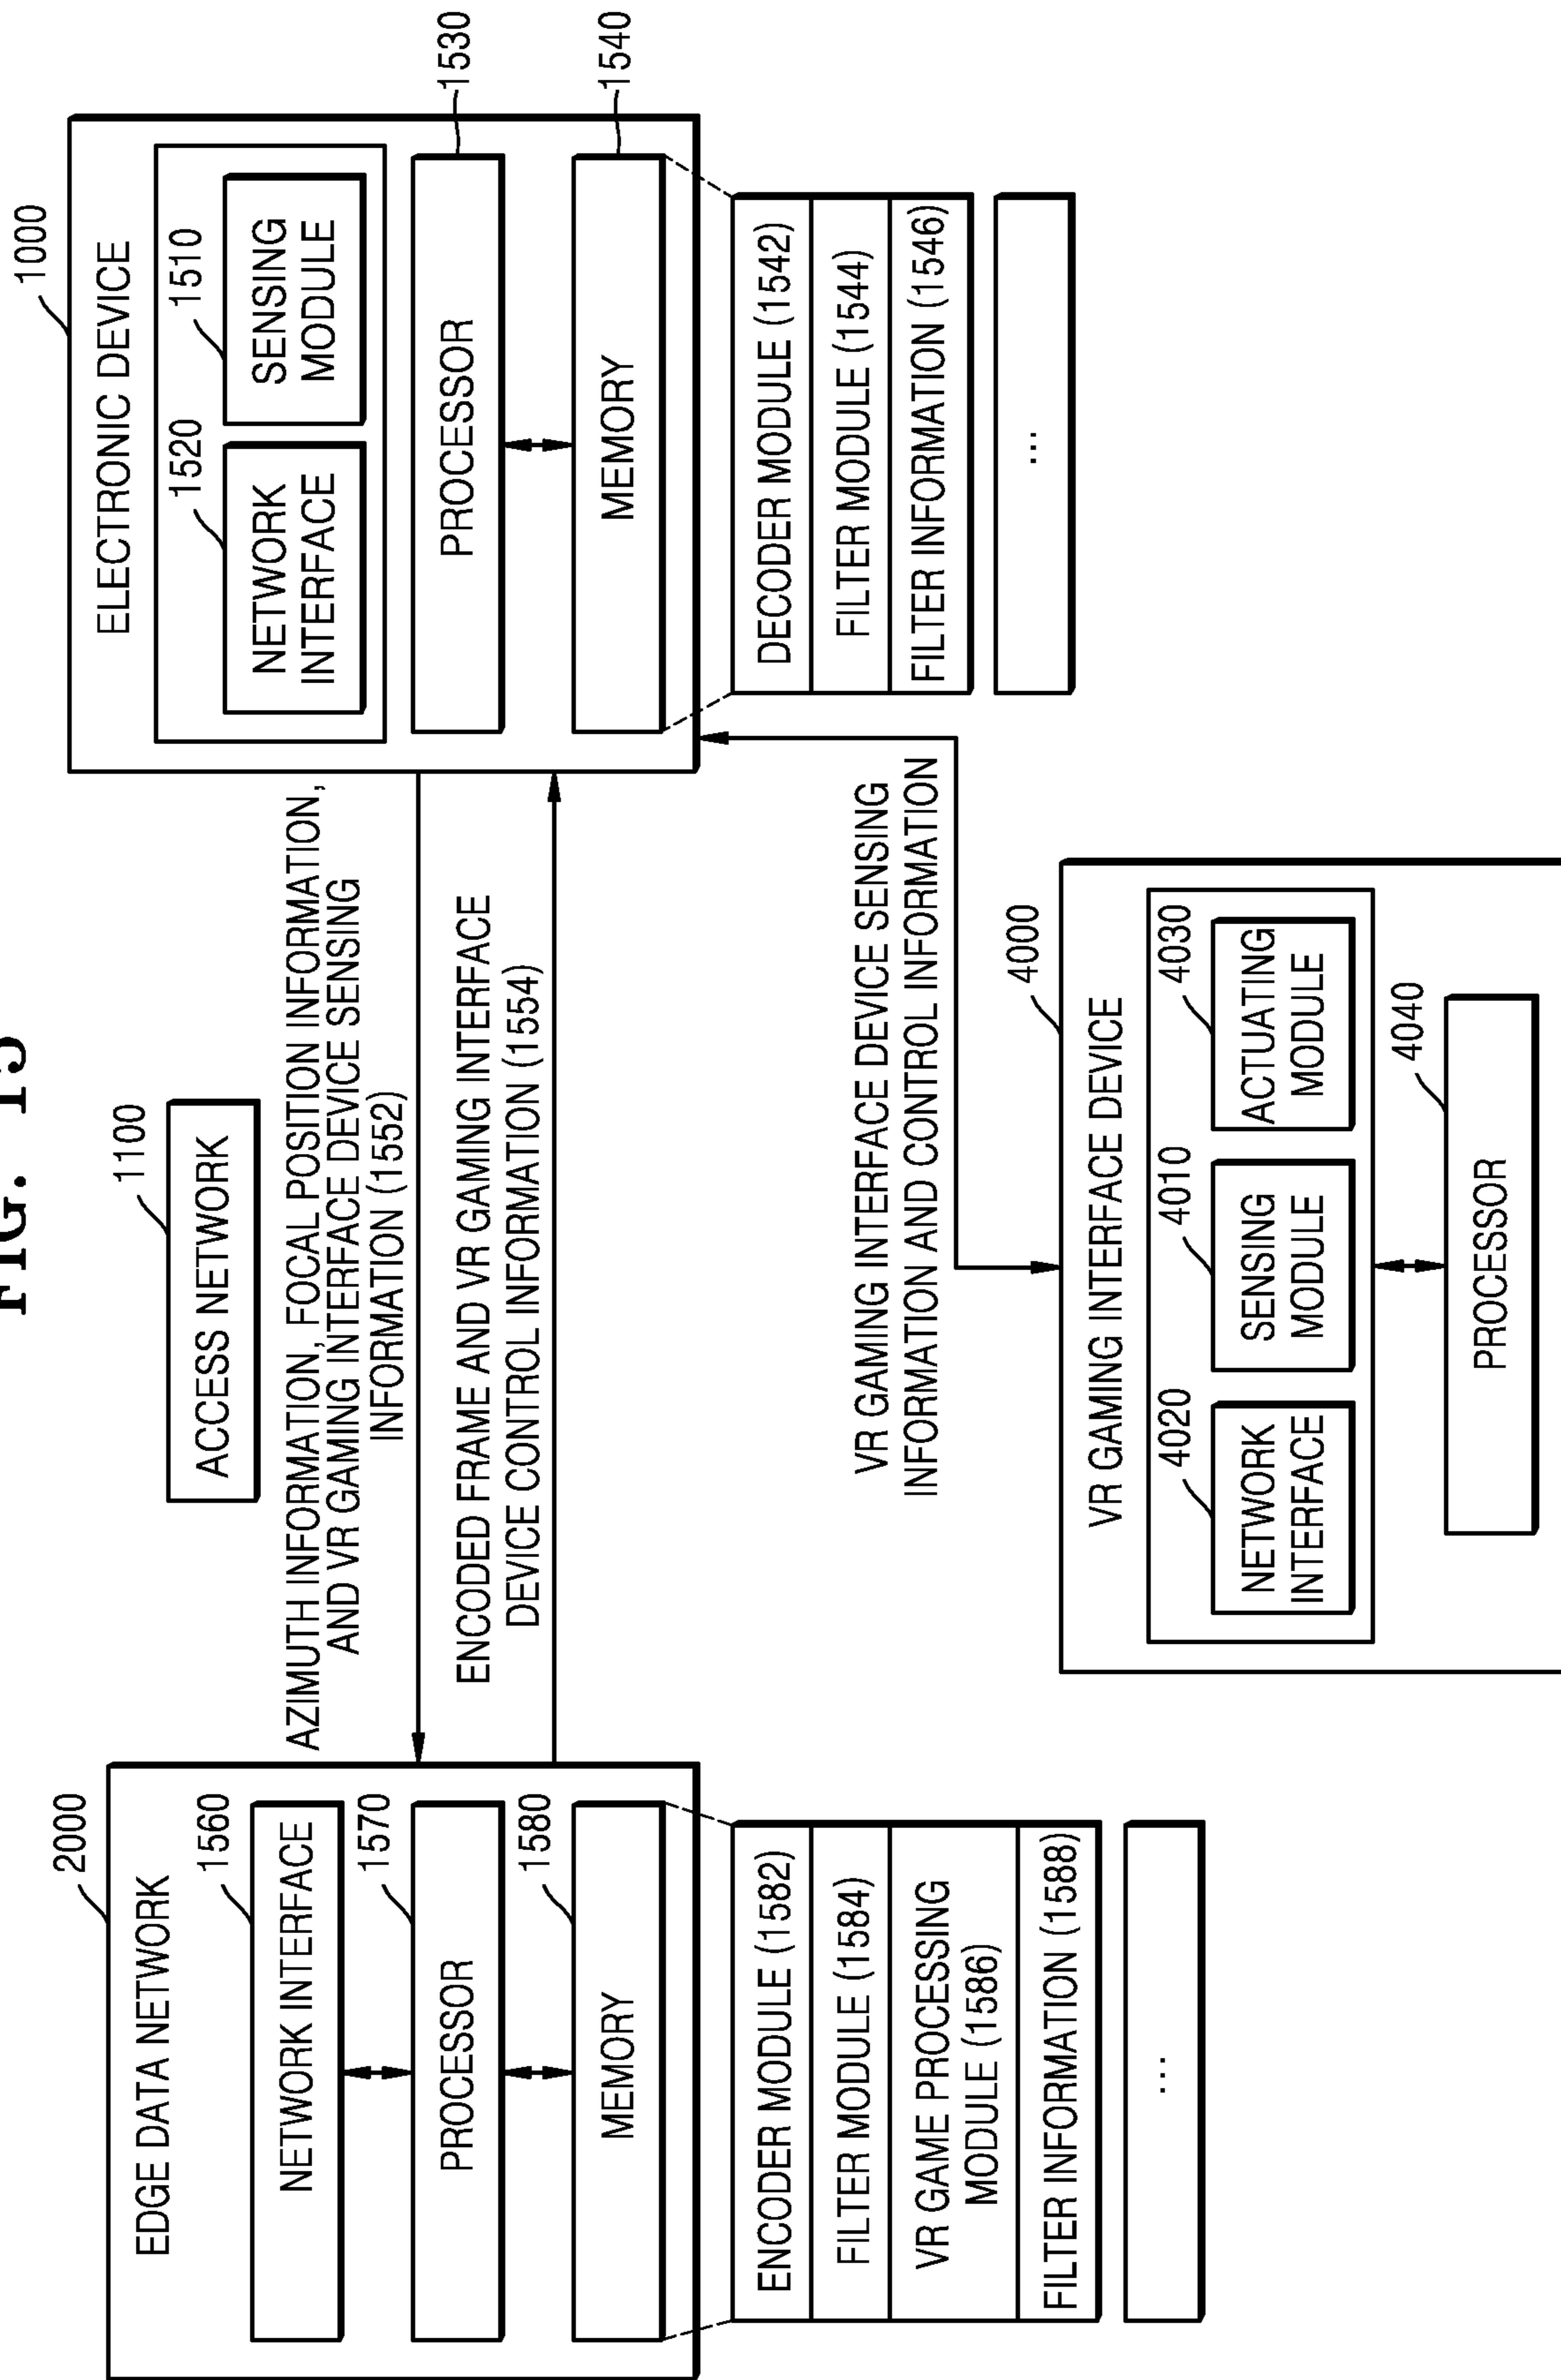 FIG. 15
2000
EDGE DATA NETWORK
1560
NETWORK INTERFACE
1570
PROCESSOR
1580
MEMORY
ENCODER MODULE (1582)
FILTER MODULE (1584)
VR GAME PROCESSING
MODULE (1586)
FILTER INFORMATION (1588)
...
1100
ACCESS NETWORK
AZIMUTH INFORMATION, FOCAL POSITION INFORMATION,
AND VR GAMING INTERFACE DEVICE SENSING
INFORMATION (1552)
ENCODED FRAME AND VR GAMING INTERFACE
DEVICE CONTROL INFORMATION (1554)
1000
ELECTRONIC DEVICE
1520
NETWORK
INTERFACE
1510
SENSING
MODULE
PROCESSOR
1530
MEMORY
1540
DECODER MODULE (1542)
FILTER MODULE (1544)
FILTER INFORMATION (1546)
...
VR GAMING INTERFACE DEVICE SENSING
INFORMATION AND CONTROL INFORMATION
4000
VR GAMING INTERFACE DEVICE
4020
NETWORK
INTERFACE
4010
SENSING
MODULE
4030
ACTUATING
MODULE
4040
PROCESSOR